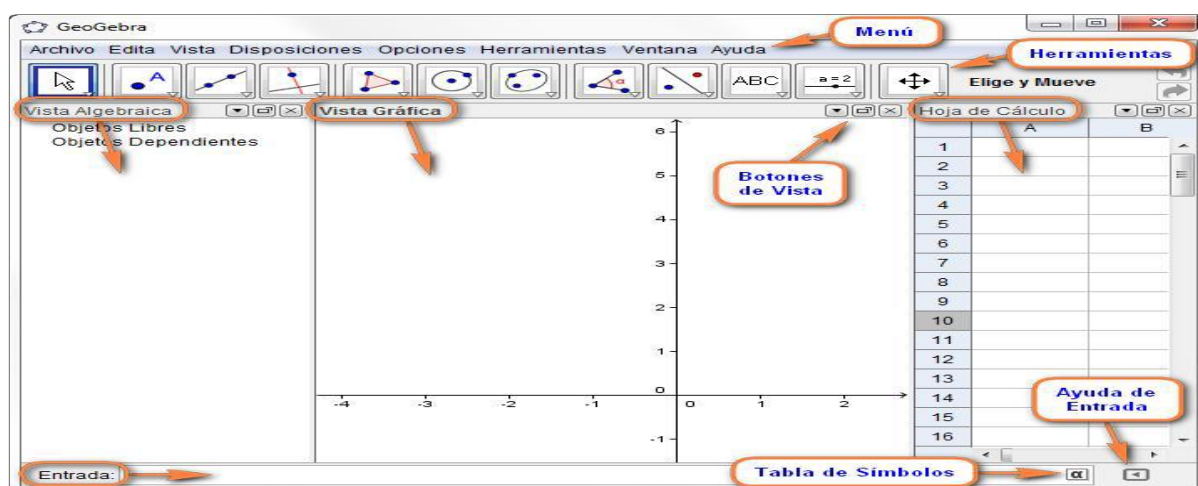 GeoGebra
Menú
Archivo Edita Vista Disposiciones Opciones Herramientas Ventana Ayuda
Herramientas
A
α
ABC
a = 2
Elige y Mueve
Vista Algebraica
Vista Gráfica
Hoja de Cálculo
Objetos Libres
Objetos Dependientes
Botones
de Vista
A B
1
2
3
4
5
6
7
8
9
10
11
12
13
14
15
16
6
5
4
3
2
1
0
-4 -3 -2 -1 0 1 2
-1
Ayuda de
Entrada
Entrada:
Tabla de Símbolos
α